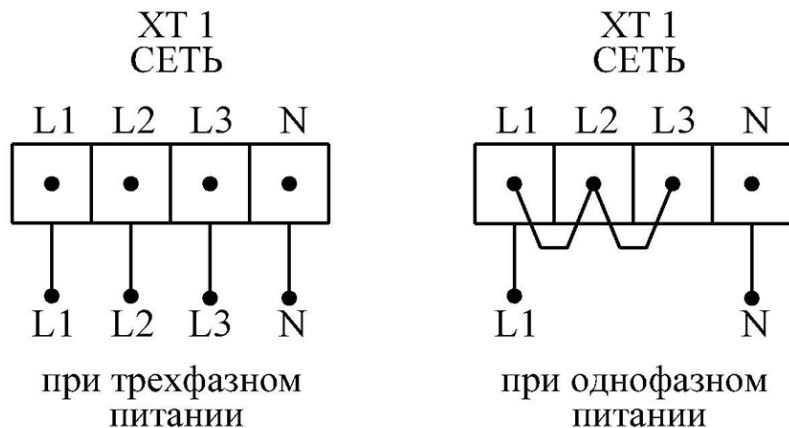 XT 1
СЕТЬ
L1 L2 L3 N
L1 L2 L3 N
при трехфазном
питании
XT 1
СЕТЬ
L1 L2 L3 N
L1 N
при однофазном
питании